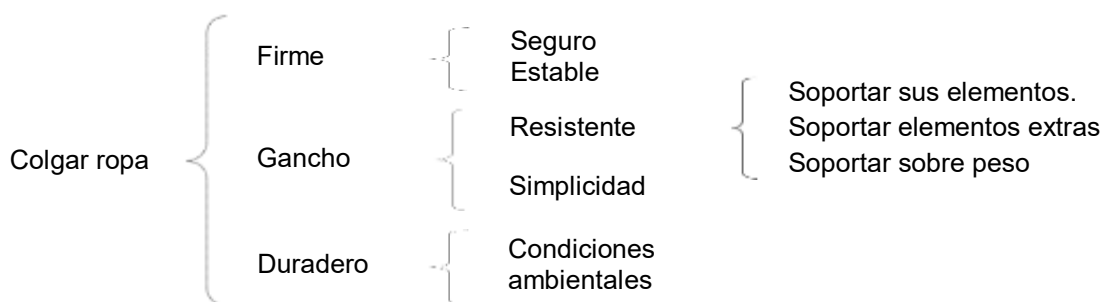 Colgar ropa
Firme
Seguro
Estable
Gancho
Resistente
Soportar sus elementos.
Soportar elementos extras
Soportar sobre peso
Simplicidad
Duradero
Condiciones
ambientales